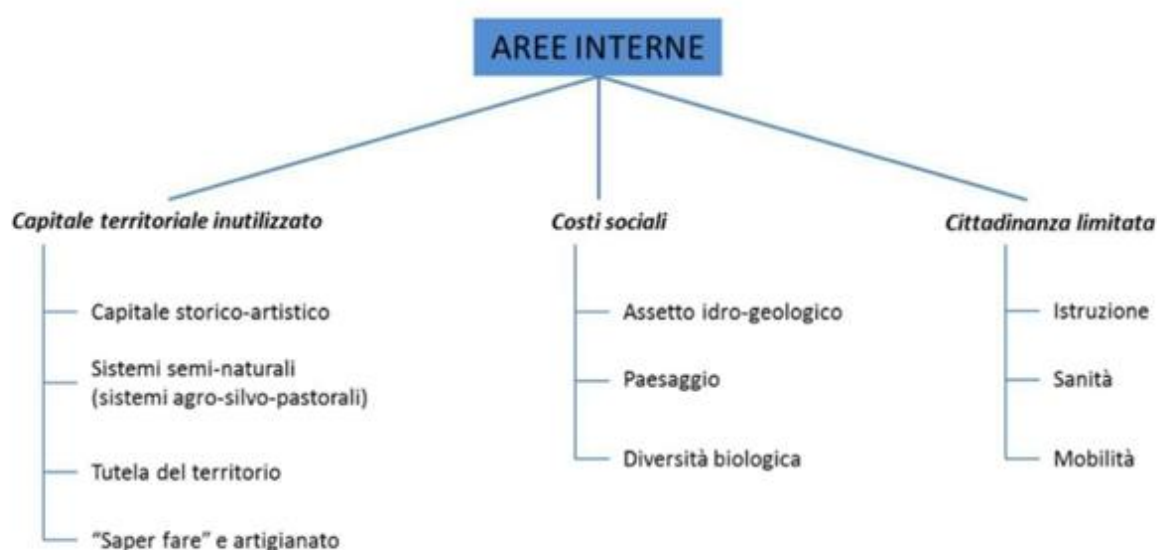 AREE INTERNE
Capitale territoriale inutilizzato
Capitale storico-artistico
Sistemi semi-naturali
(sistemi agro-silvo-pastorali)
Tutela del territorio
“Saper fare” e artigianato
Costi sociali
Assetto idro-geologico
Paesaggio
Diversità biologica
Cittadinanza limitata
Istruzione
Sanità
Mobilità